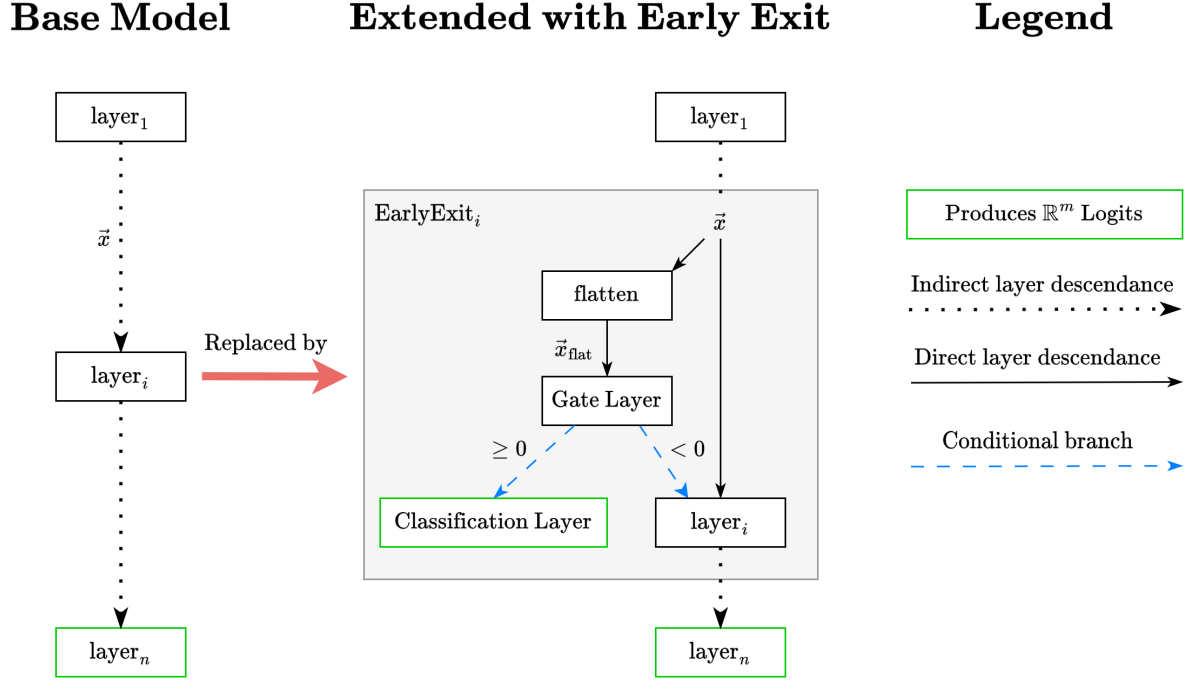 Base Model
Extended with Early Exit
Legend
layer₁
x⃗
layerᵢ
layerₙ
Replaced by
layer₁
EarlyExitᵢ
x⃗
flatten
x⃗_flat
Gate Layer
≥ 0
< 0
Classification Layer
layerᵢ
layerₙ
Produces ℝᵐ Logits
Indirect layer descendance
Direct layer descendance
Conditional branch